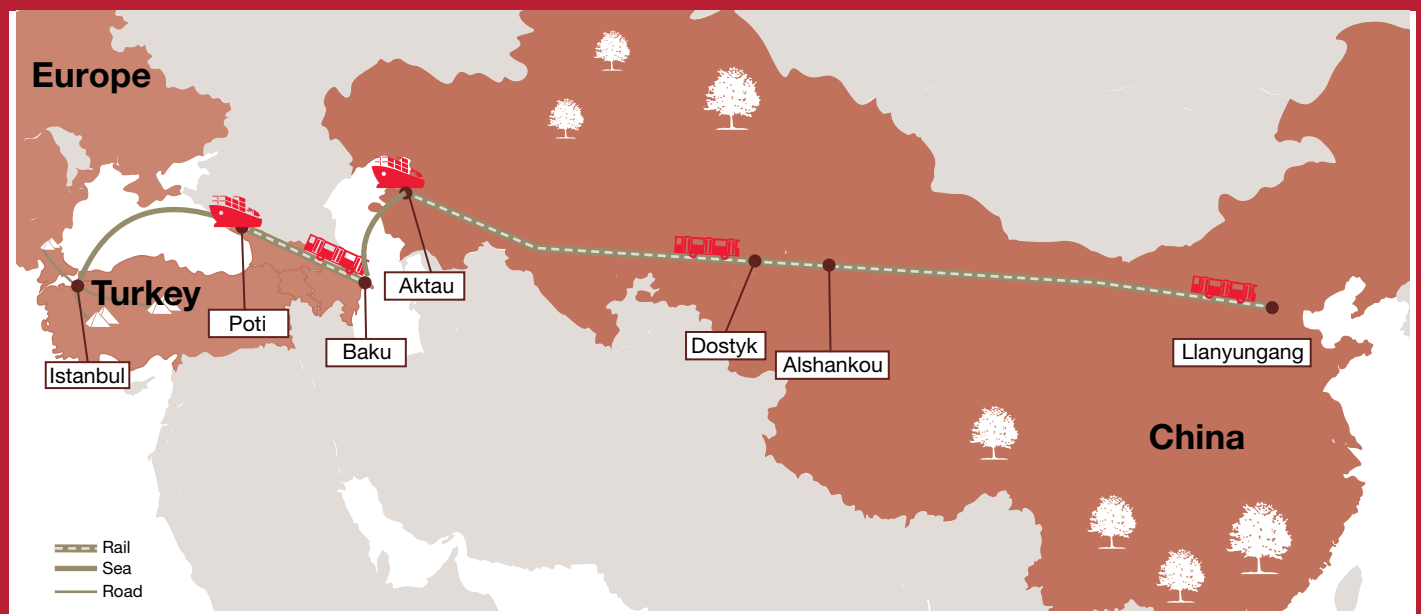 Europe
Turkey
Aktau
Poti
Baku
Dostyk
Alshankou
Llanyungang
Istanbul
China
Rail
Sea
Road